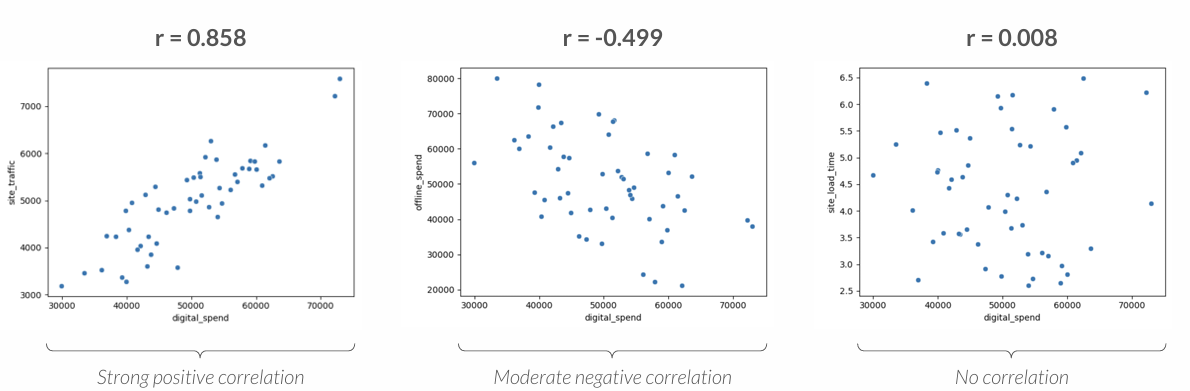 r = 0.858
7000
6000
5000
4000
3000
site_traffic
30000 40000 50000 60000 70000
digital_spend
Strong positive correlation
r = -0.499
80000
70000
60000
50000
40000
30000
20000
offline_spend
30000 40000 50000 60000 70000
digital_spend
Moderate negative correlation
r = 0.008
6.5
6.0
5.5
5.0
4.5
4.0
3.5
3.0
2.5
site_load_time
30000 40000 50000 60000 70000
digital_spend
No correlation